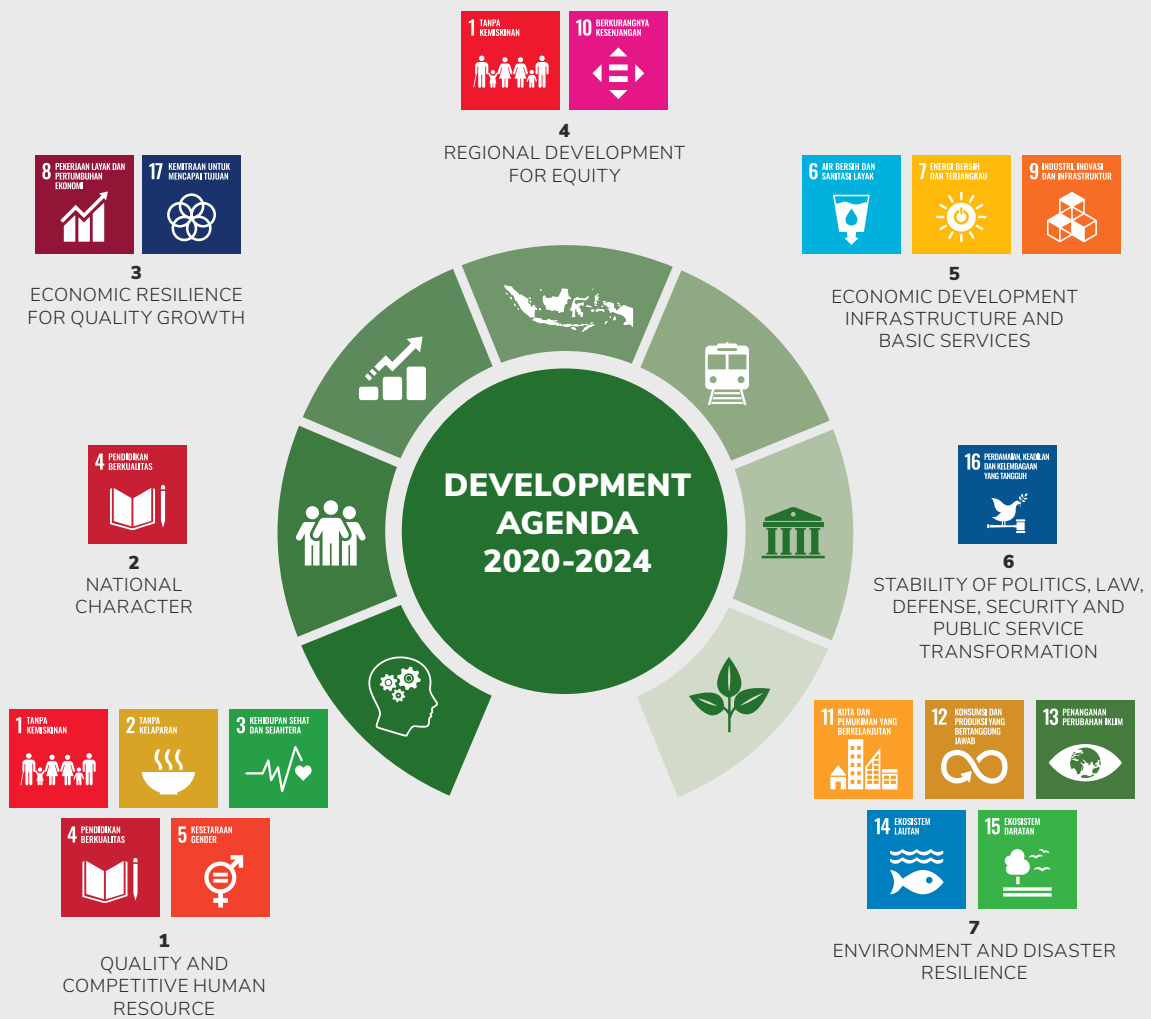 1 TANPA
KEMISKINAN
10 BERKURANGNYA
KESENJANGAN
4
REGIONAL DEVELOPMENT
FOR EQUITY
8 PEKERJAAN LAYAK DAN
PERTUMBUHAN
EKONOMI
17 KEMITRAAN UNTUK
MENCAPAI TUJUAN
3
ECONOMIC RESILIENCE
FOR QUALITY GROWTH
6 AIR BERSIH DAN
SANITASI LAYAK
7 ENERGI BERSIH
DAN TERJANGKAU
9 INDUSTRI, INOVASI
DAN INFRASTRUKTUR
5
ECONOMIC DEVELOPMENT
INFRASTRUCTURE AND
BASIC SERVICES
4 PENDIDIKAN
BERKUALITAS
2
NATIONAL
CHARACTER
DEVELOPMENT
AGENDA
2020-2024
16 PERDAMAIAN, KEADILAN
DAN KELEMBAGAAN
YANG TANGGUH
6
STABILITY OF POLITICS, LAW,
DEFENSE, SECURITY AND
PUBLIC SERVICE
TRANSFORMATION
1 TANPA
KEMISKINAN
2 TANPA
KELAPARAN
3 KEHIDUPAN SEHAT
DAN SEJAHTERA
4 PENDIDIKAN
BERKUALITAS
5 KESETARAAN
GENDER
1
QUALITY AND
COMPETITIVE HUMAN
RESOURCE
11 KOTA DAN
PEMUKIMAN YANG
BERKELANJUTAN
12 KONSUMSI DAN
PRODUKSI YANG
BERTANGGUNG
JAWAB
13 PENANGANAN
PERUBAHAN IKLIM
14 EKOSISTEM
LAUTAN
15 EKOSISTEM
DARATAN
7
ENVIRONMENT AND DISASTER
RESILIENCE